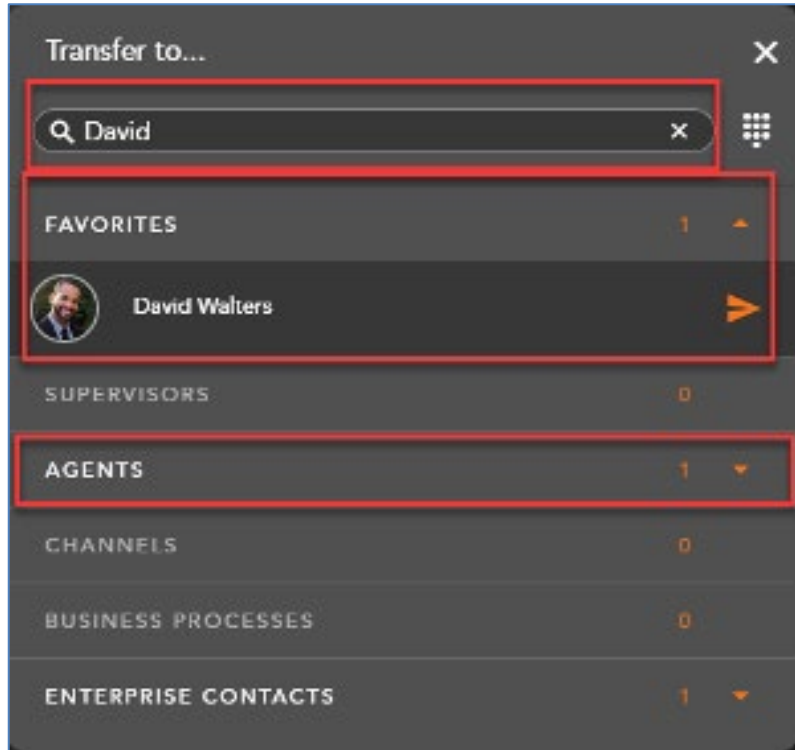 Transfer to...
David
FAVORITES 1
David Walters
SUPERVISORS 0
AGENTS 1
CHANNELS 0
BUSINESS PROCESSES 0
ENTERPRISE CONTACTS 1